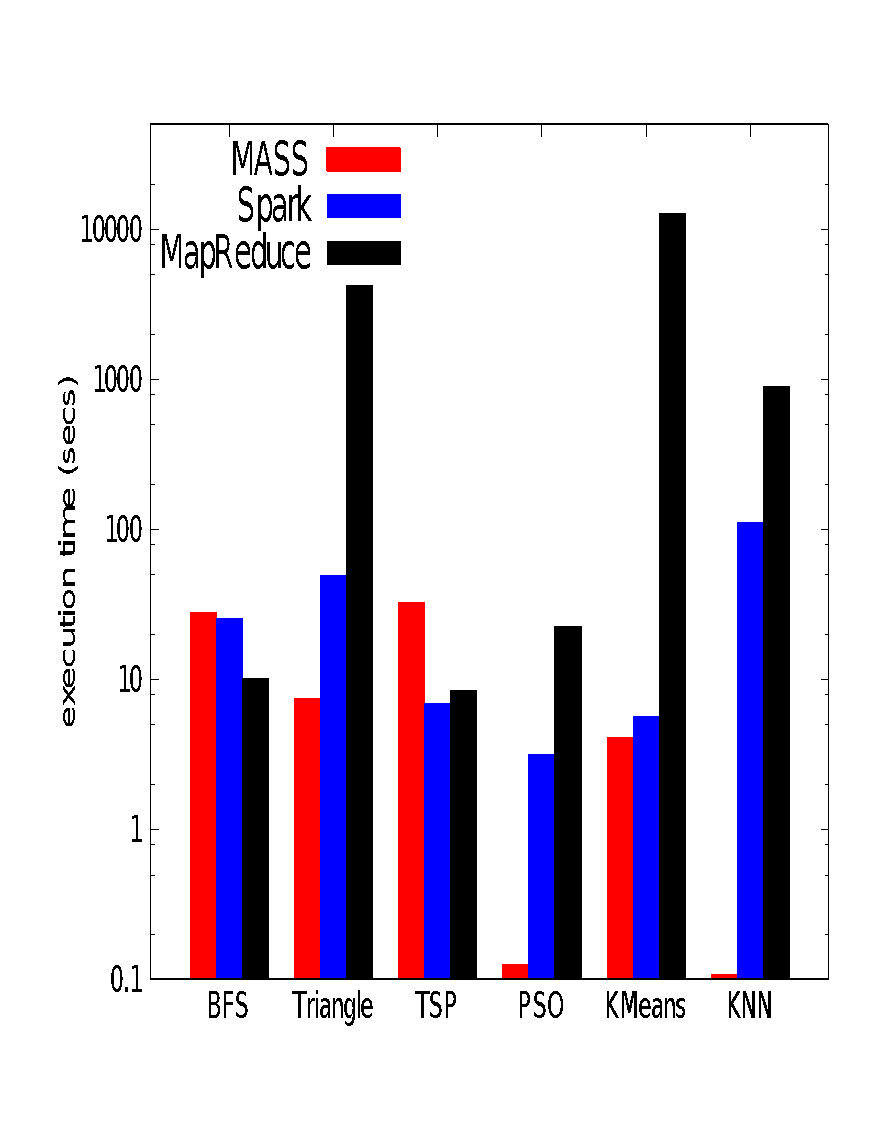 MASS
Spark
MapReduce
10000
1000
100
10
1
0.1
execution time (secs)
BFS Triangle TSP PSO KMeans KNN